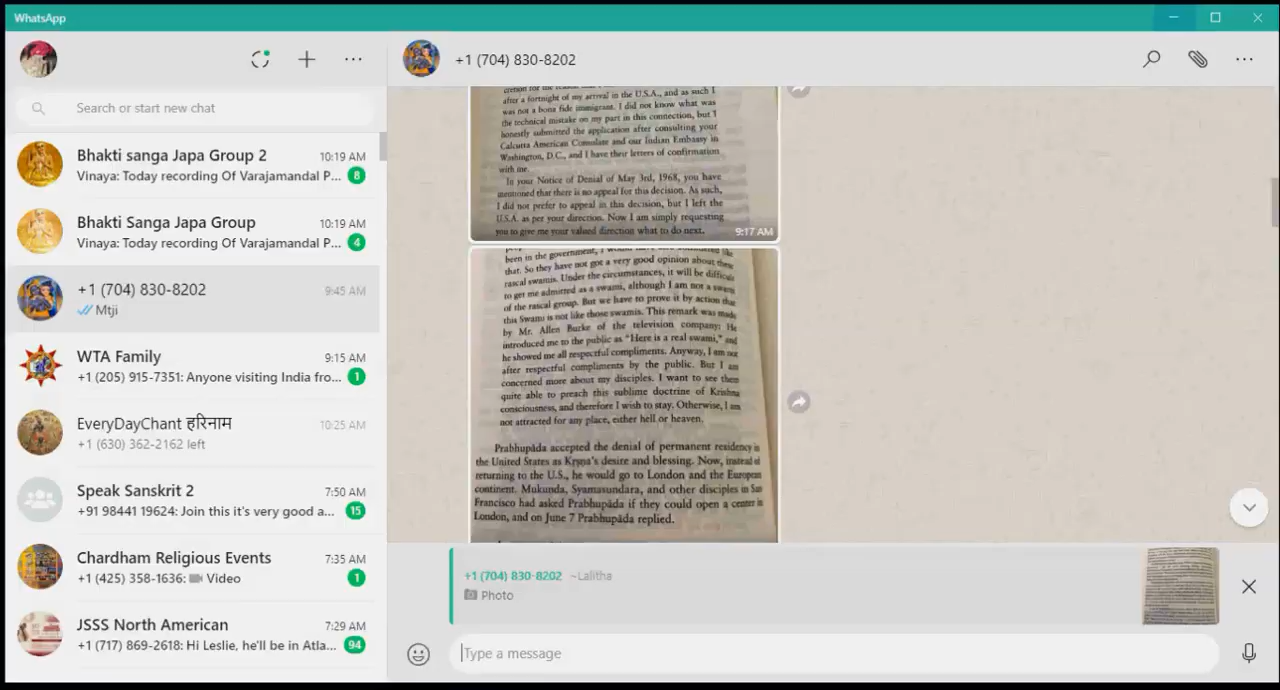 WhatsApp
+1 (704) 830-8202
Search or start new chat
Bhakti sanga Japa Group 2
10:19 AM
Vinaya: Today recording Of Varajamandal P...
8
Bhakti Sanga Japa Group
10:19 AM
Vinaya: Today recording Of Varajamandal P...
4
+1 (704) 830-8202
9:45 AM
Mtji
WTA Family
9:15 AM
+1 (205) 915-7351: Anyone visiting India fro...
1
EveryDayChant हरिनाम
10:25 AM
+1 (630) 362-2162 left
Speak Sanskrit 2
7:50 AM
+91 98441 19624: Join this it's very good a...
15
Chardham Religious Events
7:35 AM
+1 (425) 358-1636: Video
1
JSSS North American
7:29 AM
+1 (717) 869-2618: Hi Leslie, he'll be in Atla...
94
after a fortnight of my arrival in the U.S.A., and as such I
was not a bona fide immigrant. I did not know what was
the technical mistake on my part in this connection, but I
honestly submitted the application after consulting your
Calcutta American Consulate and our Indian Embassy in
Washington, D.C., and I have their letters of confirmation
with me.
In your Notice of Denial of May 3rd, 1968, you have
mentioned that there is no appeal for this decision. As such,
I did not prefer to appeal in this decision, but I left the
U.S.A. as per your direction. Now I am simply requesting
you to give me your valued direction what to do next.
9:17 AM
been in the government, I would have
that. So they have not got a very good opinion about these
rascal swamis. Under the circumstances, it will be difficult
to get me admitted as a swami, although I am not a swami
of the rascal group. But we have to prove it by action that
this Swami is not like those swamis. This remark was made
by Mr. Allen Burke of the television company: He
introduced me to the public as "Here is a real swami," and
he showed me all respectful compliments. Anyway, I am not
after respectful compliments by the public. But I am
concerned more about my disciples. I want to see them
quite able to preach this sublime doctrine of Krishna
consciousness, and therefore I wish to stay. Otherwise, I am
not attracted for any place, either hell or heaven.
Prabhupāda accepted the denial of permanent residency in
the United States as Kṛṣṇa's desire and blessing. Now, instead of
returning to the U.S., he would go to London and the European
continent. Mukunda, Syamasundara, and other disciples in San
Francisco had asked Prabhupāda if they could open a center in
London, and on June 7 Prabhupāda replied.
+1 (704) 830-8202 ~Lalitha
Photo
Type a message